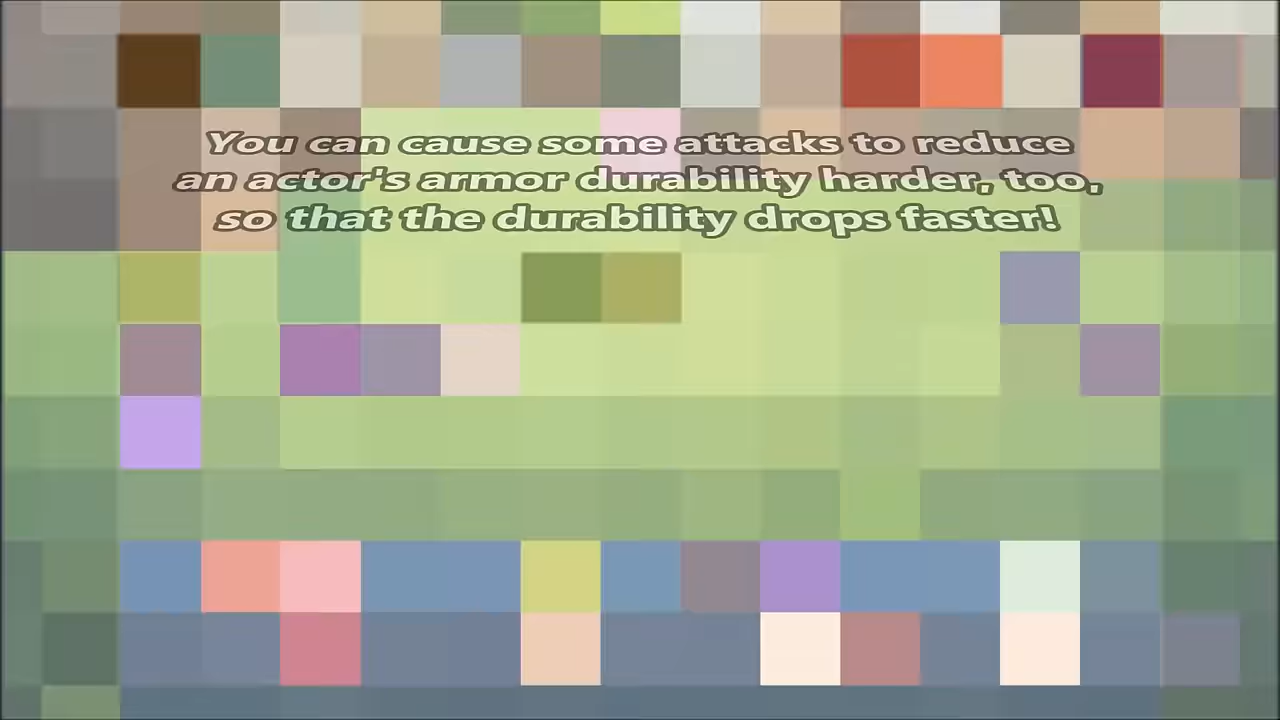 You can cause some attacks to reduce
an actor's armor durability harder, too,
so that the durability drops faster!